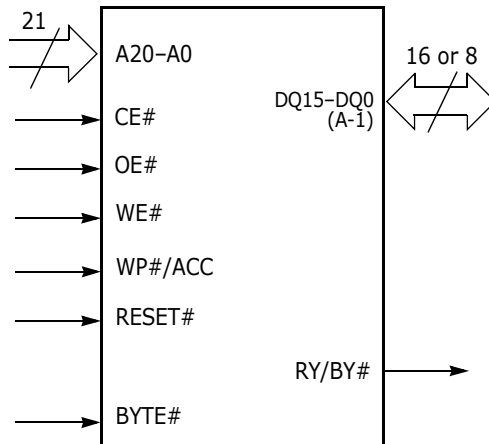 21
A20–A0
16 or 8
DQ15–DQ0
(A-1)
CE#
OE#
WE#
WP#/ACC
RESET#
RY/BY#
BYTE#